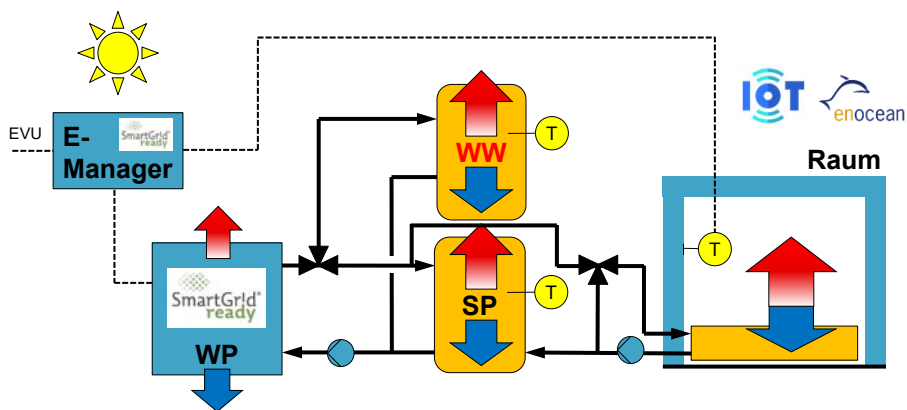 IOT
enocean
EVU
E-
Manager
SmartGrid
ready
WW
T
Raum
T
SmartGrid®
ready
WP
SP
T